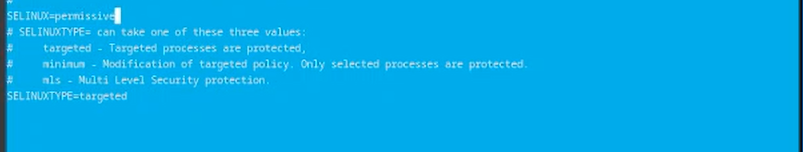 #
SELINUX=permissive
# SELINUXTYPE= can take one of these three values:
#     targeted - Targeted processes are protected,
#     minimum - Modification of targeted policy. Only selected processes are protected.
#     mls - Multi Level Security protection.
SELINUXTYPE=targeted